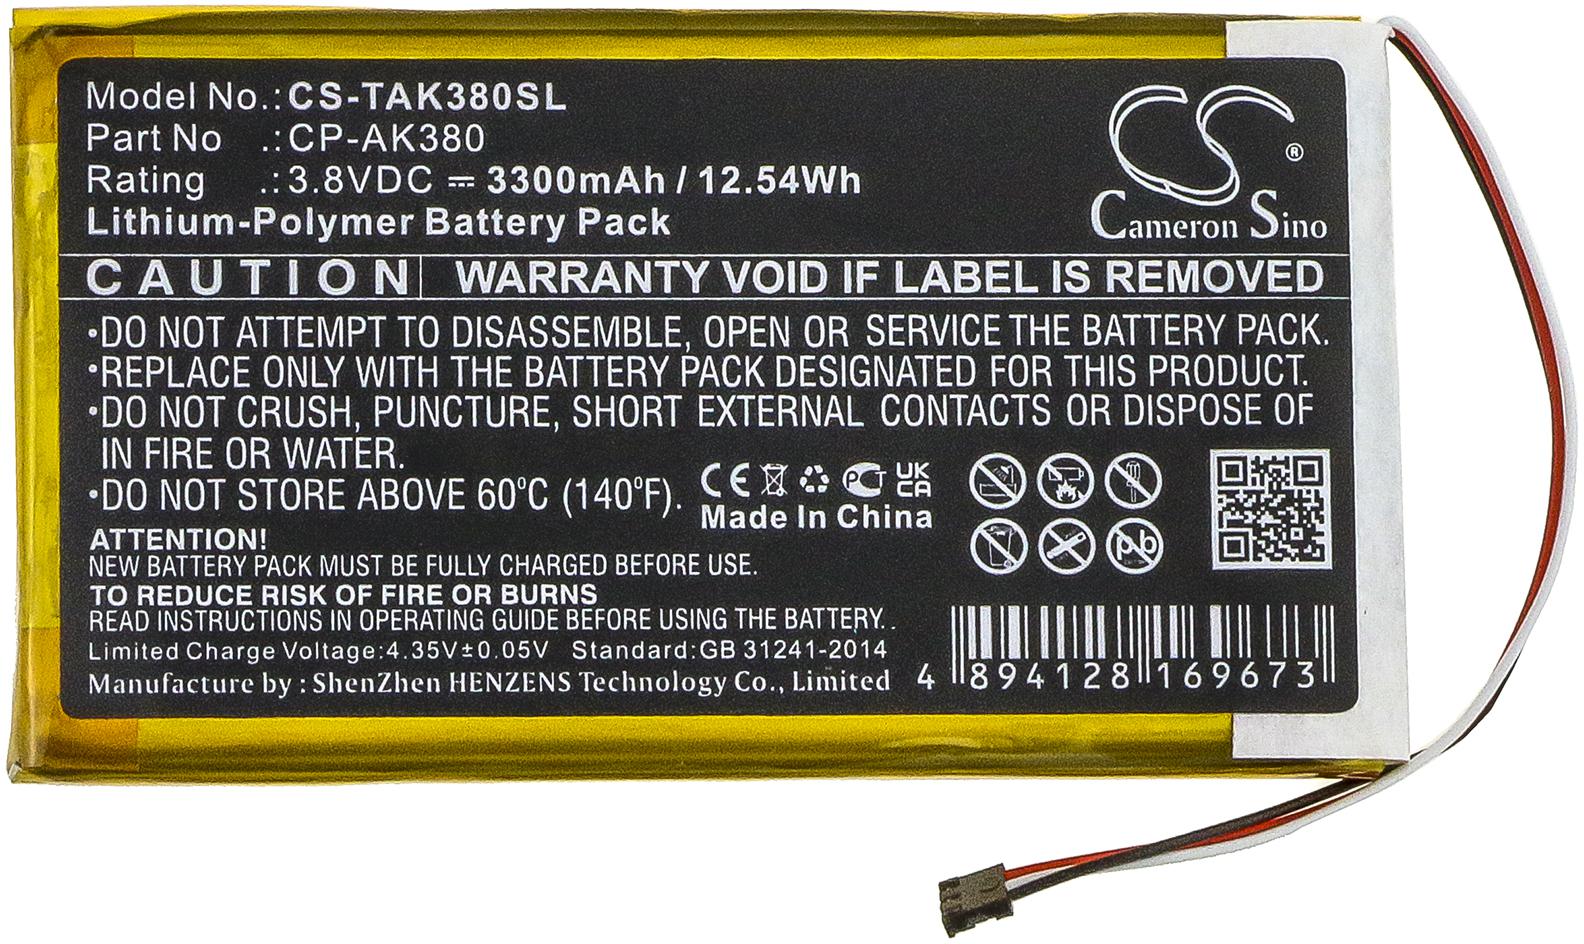 Model No.:CS-TAK380SL
Part No .:CP-AK380
Rating .:3.8VDC ⎓ 3300mAh / 12.54Wh
Lithium-Polymer Battery Pack
CS
®
Cameron Sino
CAUTION WARRANTY VOID IF LABEL IS REMOVED
•DO NOT ATTEMPT TO DISASSEMBLE, OPEN OR SERVICE THE BATTERY PACK.
•REPLACE ONLY WITH THE BATTERY PACK DESIGNATED FOR THIS PRODUCT.
•DO NOT CRUSH, PUNCTURE, SHORT EXTERNAL CONTACTS OR DISPOSE OF
IN FIRE OR WATER.
•DO NOT STORE ABOVE 60°C (140°F).
CE PCT UK
CA
Made In China
Pb
ATTENTION!
NEW BATTERY PACK MUST BE FULLY CHARGED BEFORE USE.
TO REDUCE RISK OF FIRE OR BURNS
READ INSTRUCTIONS IN OPERATING GUIDE BEFORE USING THE BATTERY. .
Limited Charge Voltage:4.35V±0.05V Standard:GB 31241-2014
Manufacture by : ShenZhen HENZENS Technology Co., Limited
4 894128 169673